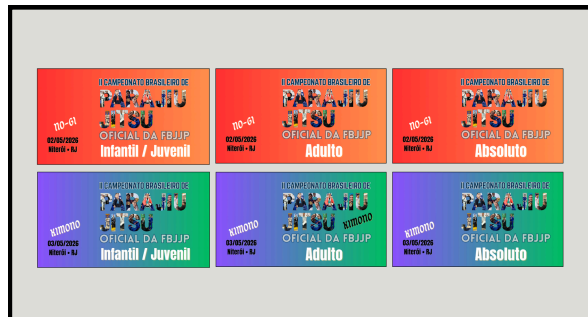 II CAMPEONATO BRASILEIRO DE
PARAJIU
JITSU
NO-GI
OFICIAL DA FBJJP
02/05/2026
Niterói • RJ
Infantil / Juvenil
II CAMPEONATO BRASILEIRO DE
PARAJIU
JITSU
NO-GI
OFICIAL DA FBJJP
02/05/2026
Niterói • RJ
Adulto
II CAMPEONATO BRASILEIRO DE
PARAJIU
JITSU
NO-GI
OFICIAL DA FBJJP
02/05/2026
Niterói • RJ
Absoluto
II CAMPEONATO BRASILEIRO DE
PARAJIU
JITSU
KIMONO
OFICIAL DA FBJJP
03/05/2026
Niterói • RJ
Infantil / Juvenil
II CAMPEONATO BRASILEIRO DE
PARAJIU
JITSU
KIMONO
KIMONO
OFICIAL DA FBJJP
03/05/2026
Niterói • RJ
Adulto
II CAMPEONATO BRASILEIRO DE
PARAJIU
JITSU
KIMONO
OFICIAL DA FBJJP
03/05/2026
Niterói • RJ
Absoluto